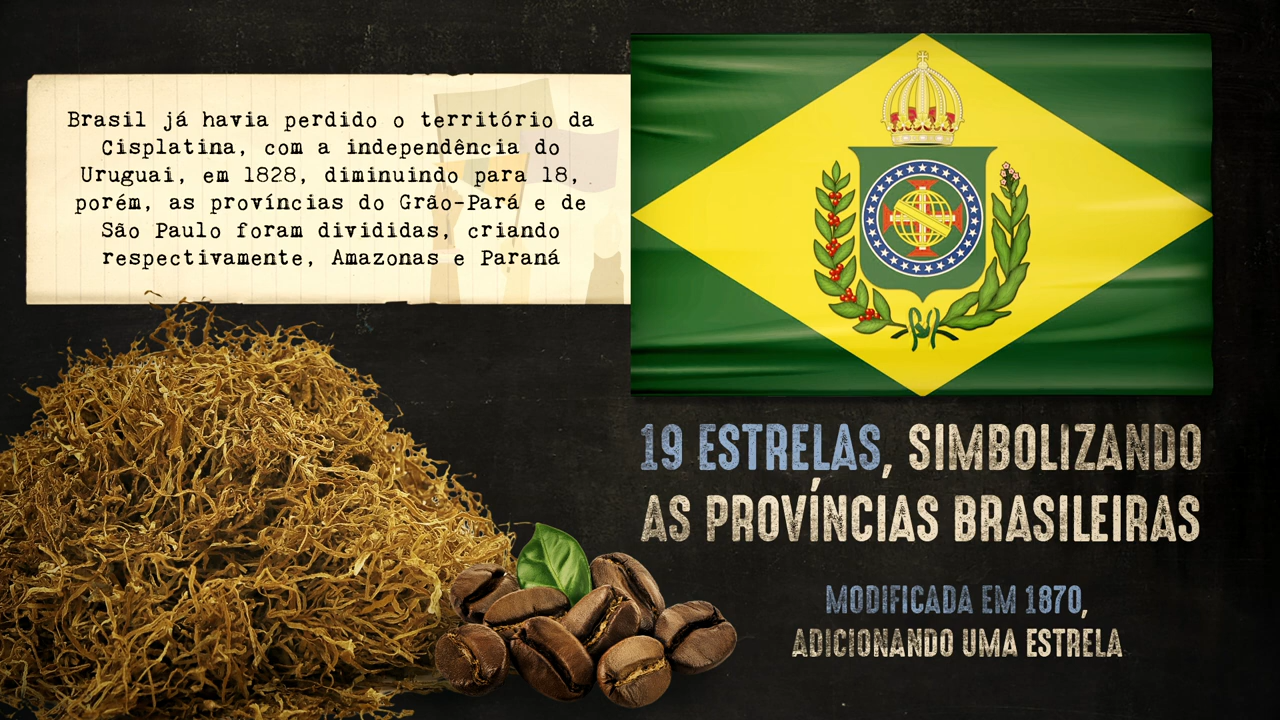 Brasil já havia perdido o território da
Cisplatina, com a independência do
Uruguai, em 1828, diminuindo para 18,
porém, as províncias do Grão-Pará e de
São Paulo foram divididas, criando
respectivamente, Amazonas e Paraná
19 ESTRELAS, SIMBOLIZANDO
AS PROVÍNCIAS BRASILEIRAS
MODIFICADA EM 1870,
ADICIONANDO UMA ESTRELA